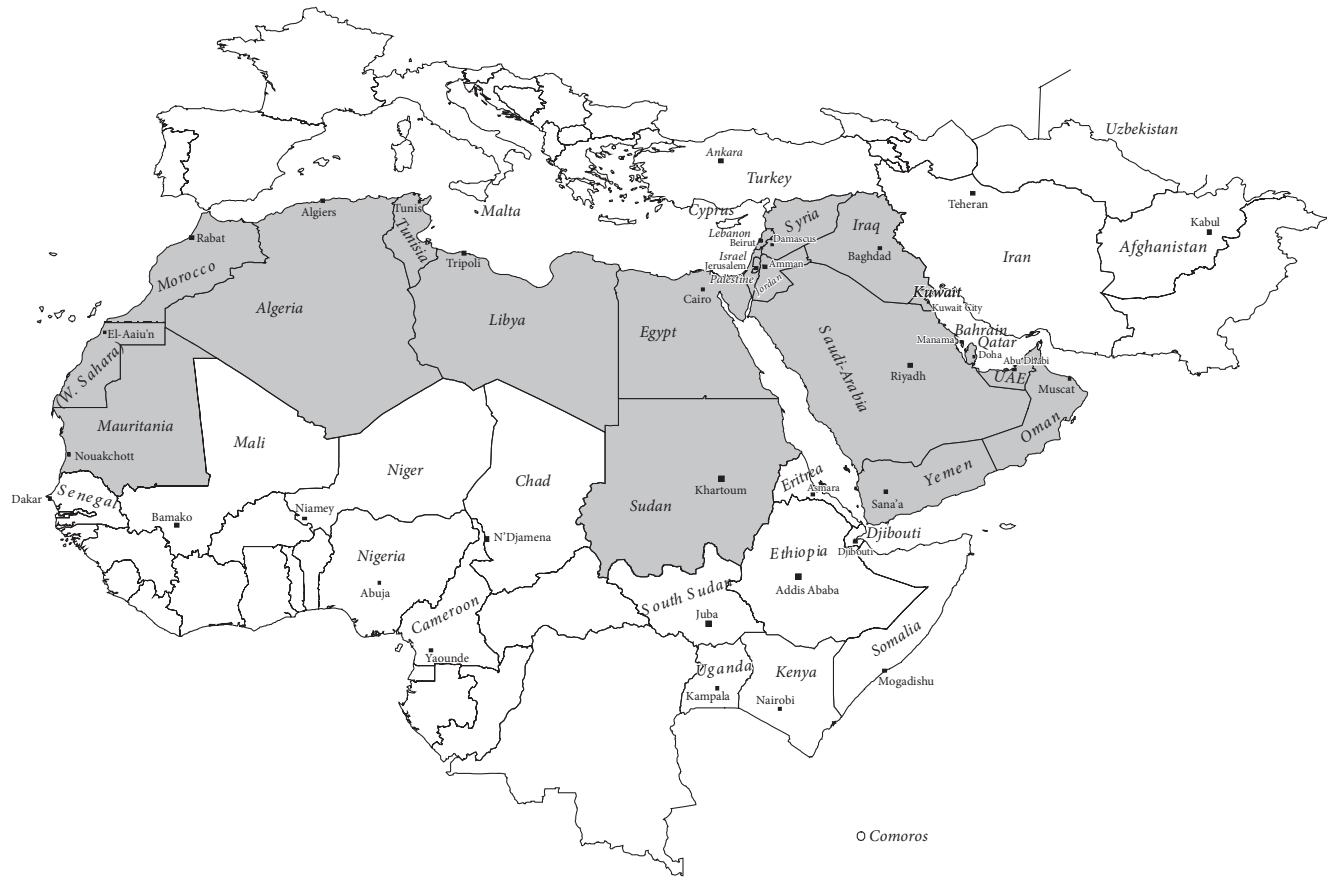 Uzbekistan
Ankara
Turkey
Teheran
Algiers
Tunis
Malta
Cyprus
Kabul
Rabat
Tunisia
Tripoli
Lebanon
Beirut
Syria
Damascus
Iraq
Baghdad
Iran
Afghanistan
Morocco
Israel
Jerusalem
Palestine
Amman
Jordan
Algeria
Libya
Cairo
Egypt
Kuwait
Kuwait City
El-Aaiu'n
(W. Sahara)
Saudi-Arabia
Riyadh
Bahrain
Manama
Qatar
Doha
Abu Dhabi
UAE
Muscat
Oman
Mauritania
Nouakchott
Mali
Niger
Chad
Sudan
Khartoum
Eritrea
Asmara
Yemen
Sana'a
Dakar
Senegal
Bamako
Niamey
N'Djamena
Nigeria
Abuja
Djibouti
Djibouti
Ethiopia
Addis Ababa
Cameroon
Yaounde
South Sudan
Juba
Somalia
Mogadishu
Uganda
Kampala
Kenya
Nairobi
Comoros